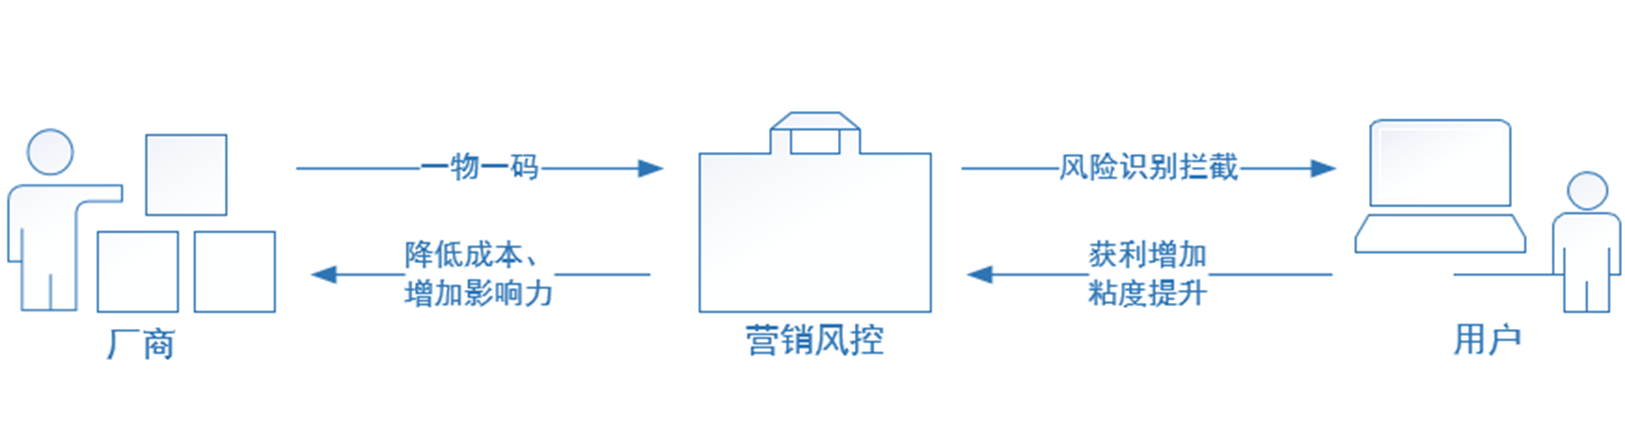 一物一码
风险识别拦截
降低成本、
增加影响力
获利增加
粘度提升
厂商
营销风控
用户